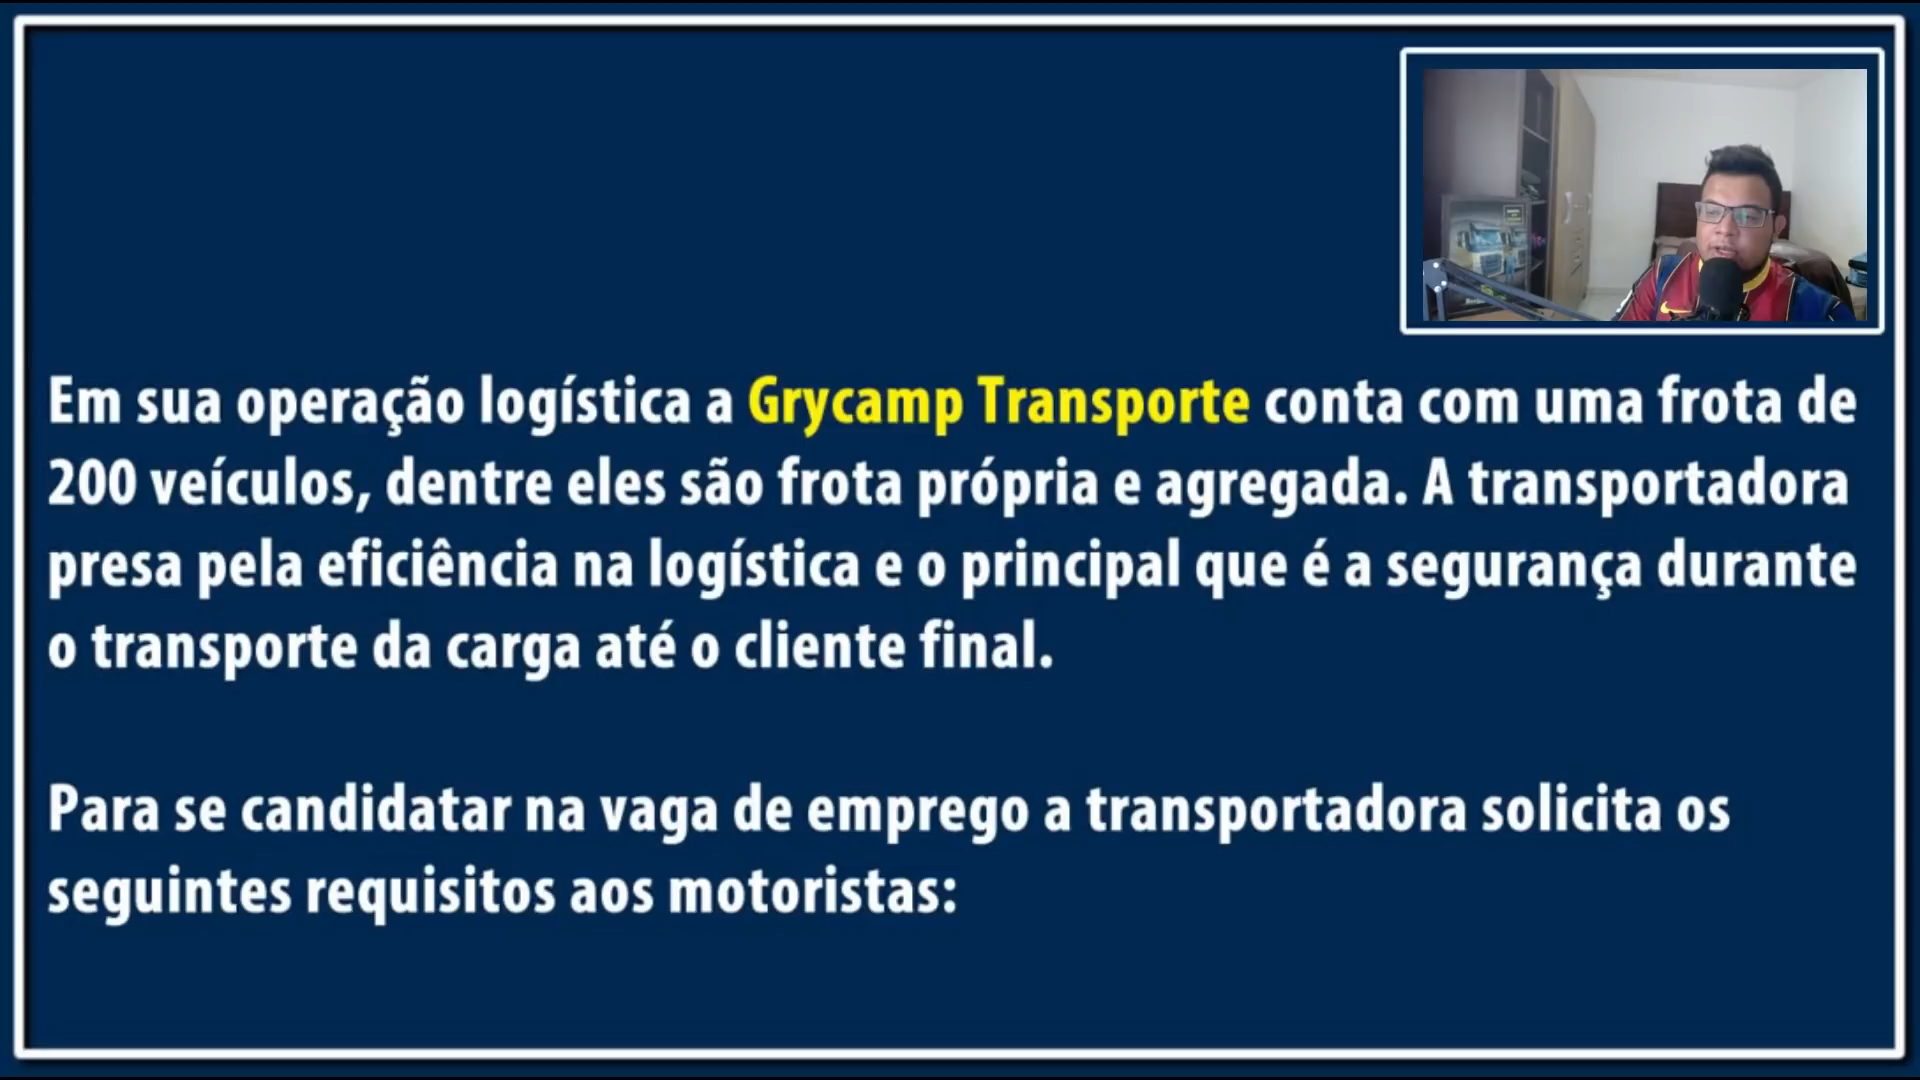 Em sua operação logística a Grycamp Transporte conta com uma frota de
200 veículos, dentre eles são frota própria e agregada. A transportadora
presa pela eficiência na logística e o principal que é a segurança durante
o transporte da carga até o cliente final.
Para se candidatar na vaga de emprego a transportadora solicita os
seguintes requisitos aos motoristas: